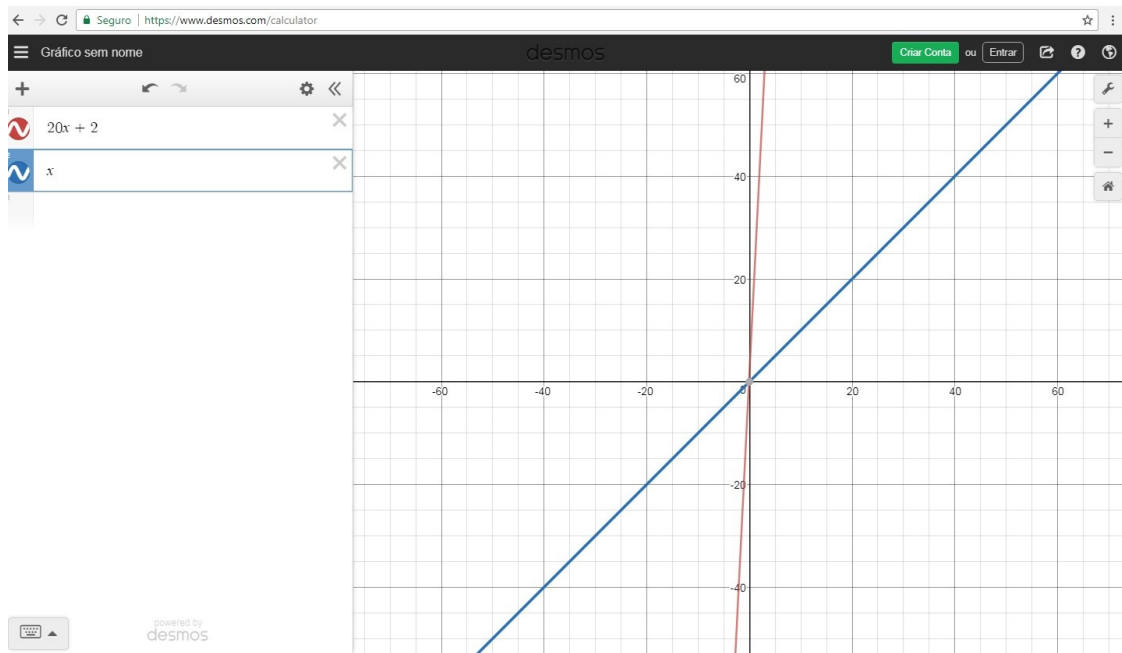 Seguro | https://www.desmos.com/calculator
Gráfico sem nome
desmos
Criar Conta ou Entrar
20x + 2
x
60
40
20
-60 -40 -20 0 20 40 60
-20
-40
powered by
desmos